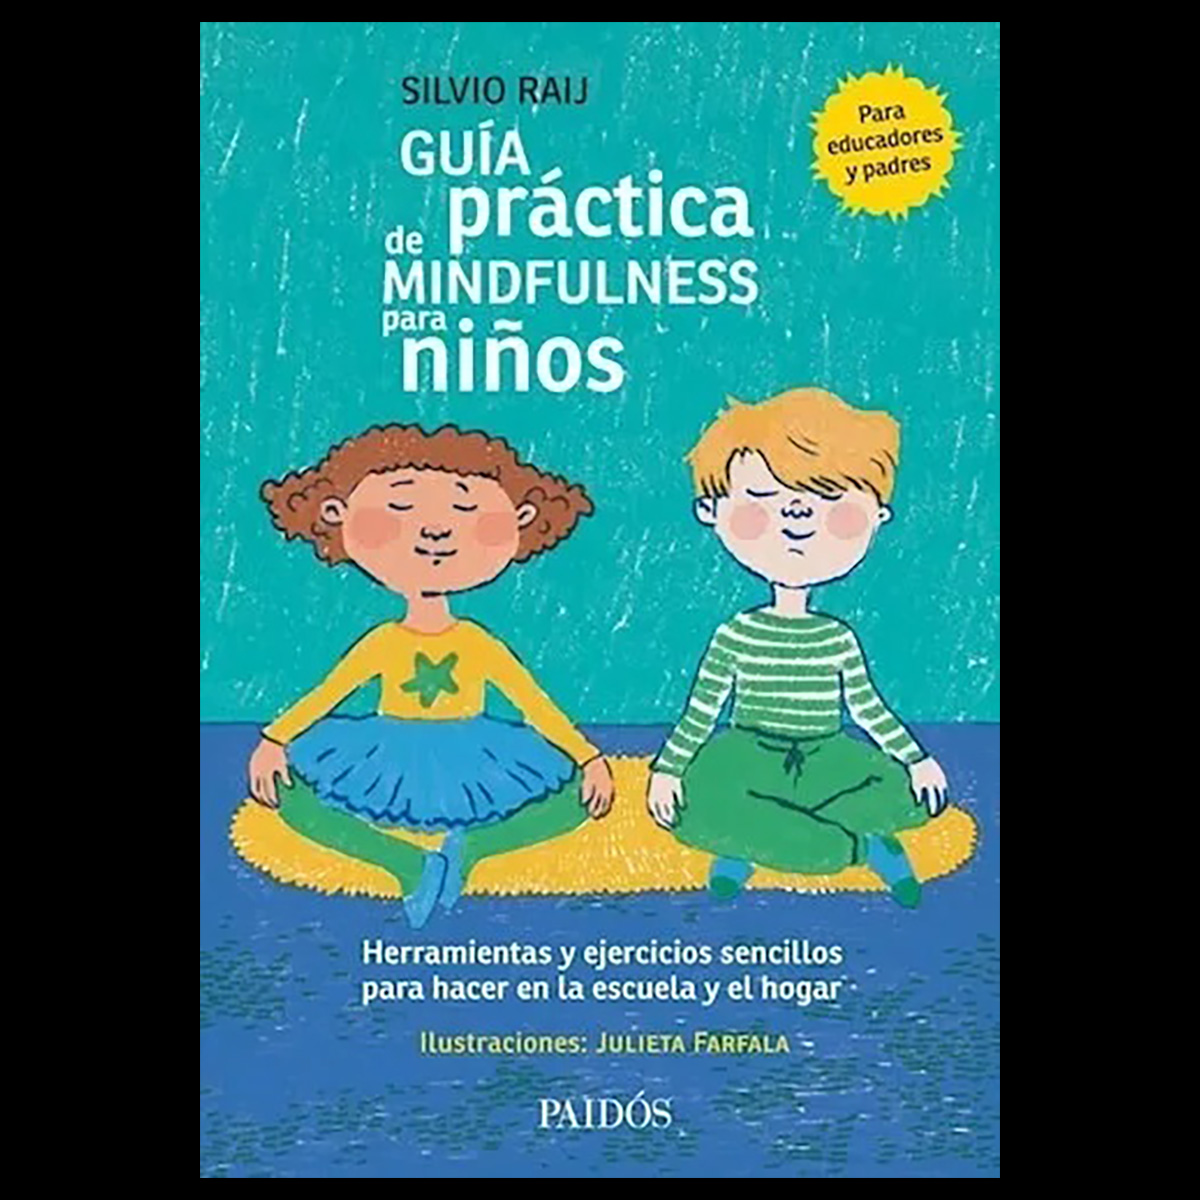 SILVIO RAIJ
GUÍA
práctica
de
MINDFULNESS
para
niños
Para
educadores
y padres
Herramientas y ejercicios sencillos
para hacer en la escuela y el hogar
Ilustraciones: JULIETA FARFALA
PAIDÓS